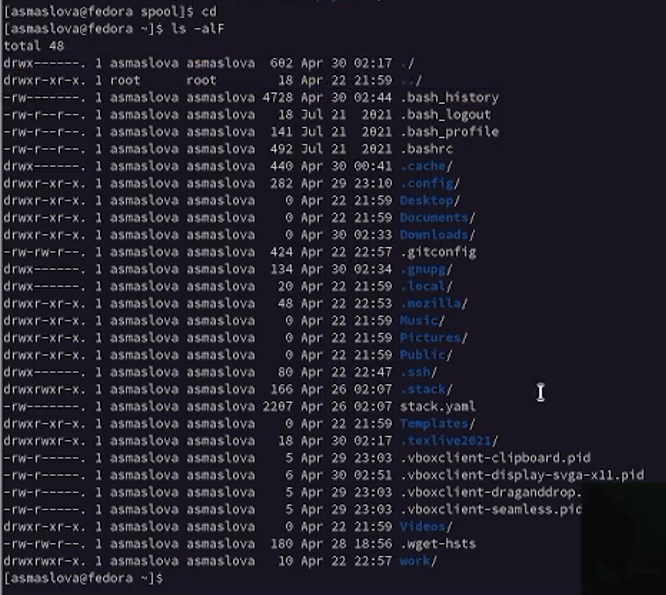 [asmaslova@fedora spool]$ cd
[asmaslova@fedora ~]$ ls -alF
total 48
drwx------. 1 asmaslova asmaslova 602 Apr 30 02:17 ./
drwxr-xr-x. 1 root root 18 Apr 22 21:59 ../
-rw-------. 1 asmaslova asmaslova 4728 Apr 30 02:44 .bash_history
-rw-r--r--. 1 asmaslova asmaslova 18 Jul 21 2021 .bash_logout
-rw-r--r--. 1 asmaslova asmaslova 141 Jul 21 2021 .bash_profile
-rw-r--r--. 1 asmaslova asmaslova 492 Jul 21 2021 .bashrc
drwx------. 1 asmaslova asmaslova 440 Apr 30 00:41 .cache/
drwxr-xr-x. 1 asmaslova asmaslova 282 Apr 29 23:10 .config/
drwxr-xr-x. 1 asmaslova asmaslova 0 Apr 22 21:59 Desktop/
drwxr-xr-x. 1 asmaslova asmaslova 0 Apr 22 21:59 Documents/
drwxr-xr-x. 1 asmaslova asmaslova 0 Apr 30 02:33 Downloads/
-rw-rw-r--. 1 asmaslova asmaslova 424 Apr 22 22:57 .gitconfig
drwx------. 1 asmaslova asmaslova 134 Apr 30 02:34 .gnupg/
drwx------. 1 asmaslova asmaslova 20 Apr 22 21:59 .local/
drwxr-xr-x. 1 asmaslova asmaslova 48 Apr 22 22:53 .mozilla/
drwxr-xr-x. 1 asmaslova asmaslova 0 Apr 22 21:59 Music/
drwxr-xr-x. 1 asmaslova asmaslova 0 Apr 22 21:59 Pictures/
drwxr-xr-x. 1 asmaslova asmaslova 0 Apr 22 21:59 Public/
drwx------. 1 asmaslova asmaslova 80 Apr 22 22:47 .ssh/
drwxrwxr-x. 1 asmaslova asmaslova 166 Apr 26 02:07 .stack/
-rw-------. 1 asmaslova asmaslova 2207 Apr 26 02:07 stack.yaml
drwxr-xr-x. 1 asmaslova asmaslova 0 Apr 22 21:59 Templates/
drwxrwxr-x. 1 asmaslova asmaslova 18 Apr 30 02:17 .texlive2021/
-rw-r-----. 1 asmaslova asmaslova 5 Apr 29 23:03 .vboxclient-clipboard.pid
-rw-r-----. 1 asmaslova asmaslova 6 Apr 30 02:51 .vboxclient-display-svga-x11.pid
-rw-r-----. 1 asmaslova asmaslova 5 Apr 29 23:03 .vboxclient-draganddrop.
-rw-r-----. 1 asmaslova asmaslova 5 Apr 29 23:03 .vboxclient-seamless.pid
drwxr-xr-x. 1 asmaslova asmaslova 0 Apr 22 21:59 Videos/
-rw-rw-r--. 1 asmaslova asmaslova 180 Apr 28 18:56 .wget-hsts
drwxrwxr-x. 1 asmaslova asmaslova 10 Apr 22 22:57 work/
[asmaslova@fedora ~]$